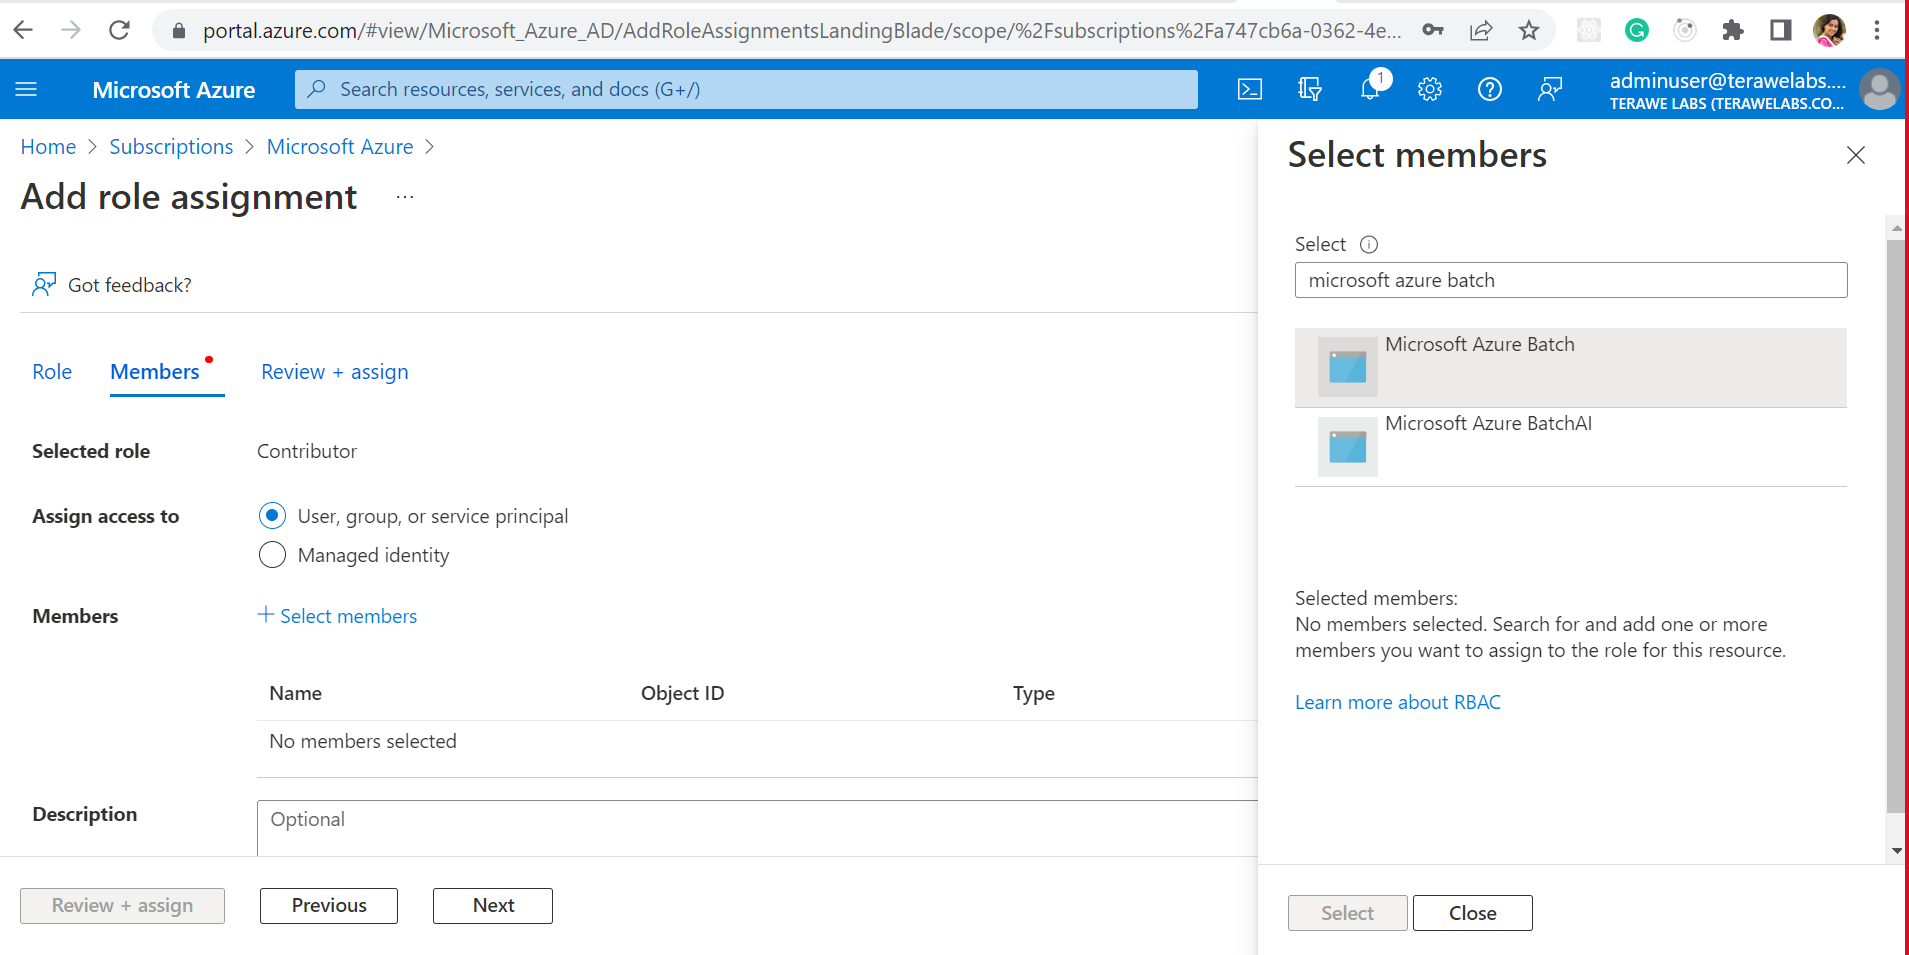 portal.azure.com/#view/Microsoft_Azure_AD/AddRoleAssignmentsLandingBlade/scope/%2Fsubscriptions%2Fa747cb6a-0362-4e...
Microsoft Azure
Search resources, services, and docs (G+/)
1
adminuser@terawelabs....
TERAWE LABS (TERAWELABS.CO...
Home > Subscriptions > Microsoft Azure >
Add role assignment ...
Got feedback?
Role
Members
Review + assign
Selected role
Contributor
Assign access to
User, group, or service principal
Managed identity
Members
+ Select members
Name
Object ID
Type
No members selected
Description
Optional
Review + assign
Previous
Next
Select members
Select
microsoft azure batch
Microsoft Azure Batch
Microsoft Azure BatchAI
Selected members:
No members selected. Search for and add one or more
members you want to assign to the role for this resource.
Learn more about RBAC
Select
Close